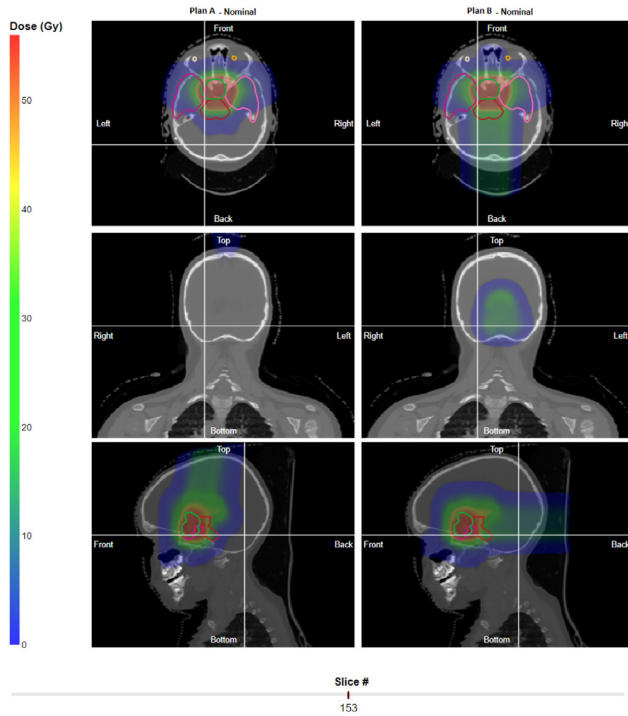 Dose (Gy)
50
40
30
20
10
0
Plan A - Nominal
Plan B - Nominal
Front
Front
Left
Right
Left
Right
Back
Back
Top
Top
Right
Left
Right
Left
Bottom
Bottom
Top
Top
Front
Back
Front
Back
Bottom
Bottom
Slice #
153